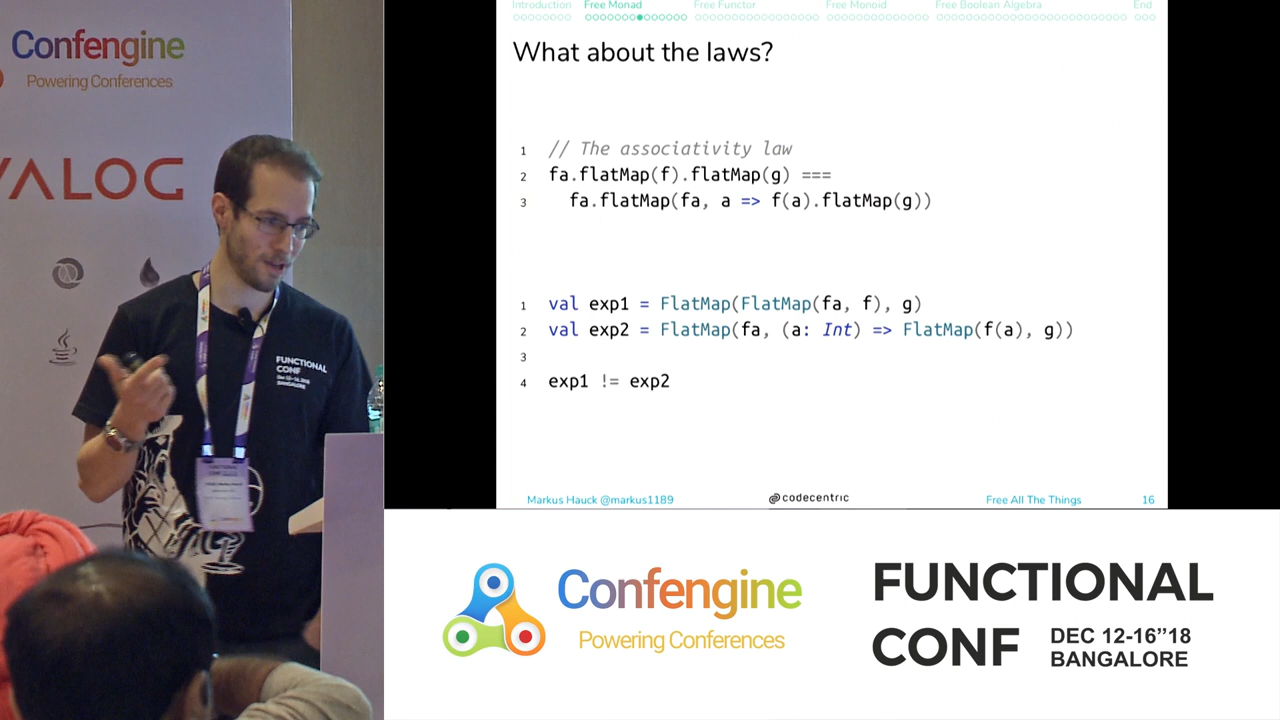 Confengine
Powering Conferences
VALOG
FUNCTIONAL
CONF
BANGALORE
Introduction Free Monad Free Functor Free Monoid Free Boolean Algebra End
What about the laws?
1 // The associativity law
2 fa.flatMap(f).flatMap(g) ===
3 fa.flatMap(fa, a => f(a).flatMap(g))
1 val exp1 = FlatMap(FlatMap(fa, f), g)
2 val exp2 = FlatMap(fa, (a: Int) => FlatMap(f(a), g))
3
4 exp1 != exp2
Markus Hauck @markus1189 codecentric Free All The Things 16
Confengine
Powering Conferences
FUNCTIONAL
CONF DEC 12-16"18
BANGALORE